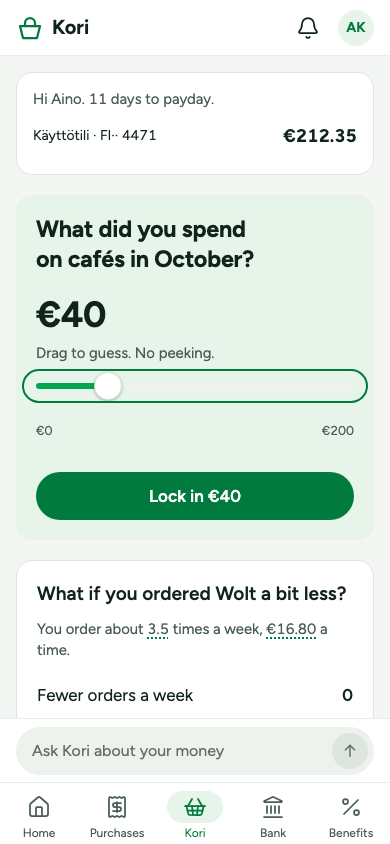 Kori
AK
Hi Aino. 11 days to payday.
Käyttötili · FI·· 4471
€212.35
What did you spend
on cafés in October?
€40
Drag to guess. No peeking.
€0
€200
Lock in €40
What if you ordered Wolt a bit less?
You order about 3.5 times a week, €16.80 a
time.
Fewer orders a week
0
Ask Kori about your money
Home
Purchases
Kori
Bank
Benefits